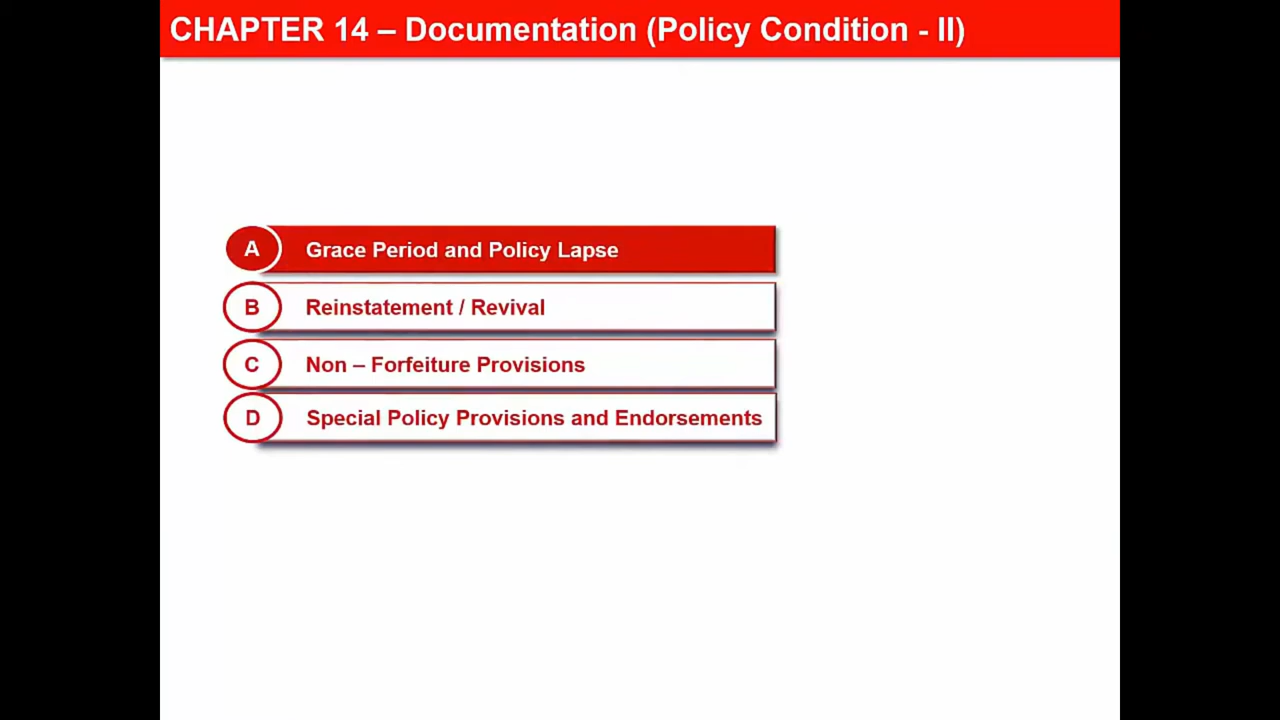 CHAPTER 14 – Documentation (Policy Condition - II)
A Grace Period and Policy Lapse
B Reinstatement / Revival
C Non – Forfeiture Provisions
D Special Policy Provisions and Endorsements